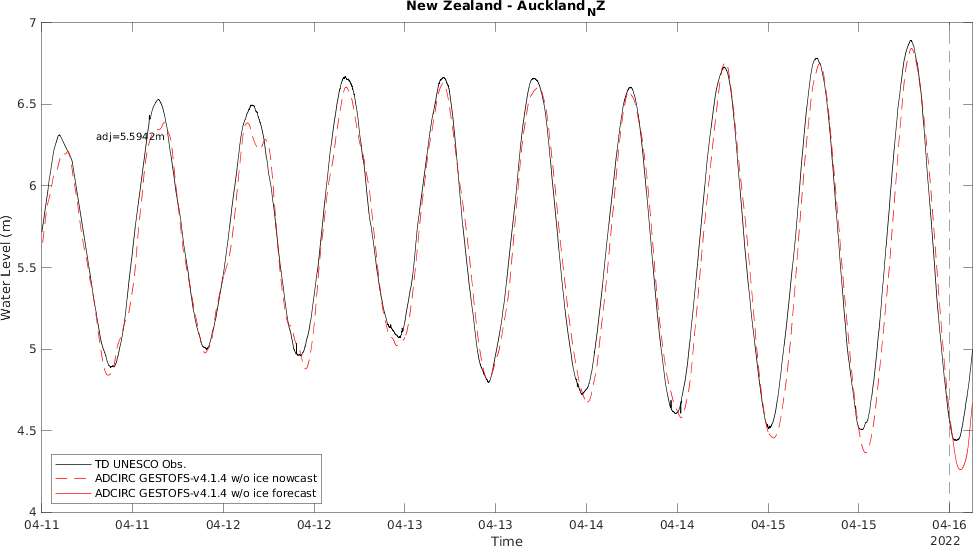 New Zealand - Auckland_NZ
7
6.5
6
5.5
5
4.5
4
Water Level (m)
adj=5.5942m
TD UNESCO Obs.
ADCIRC GESTOFS-v4.1.4 w/o ice nowcast
ADCIRC GESTOFS-v4.1.4 w/o ice forecast
04-11 04-11 04-12 04-12 04-13 04-13 04-14 04-14 04-15 04-15 04-16
Time 2022